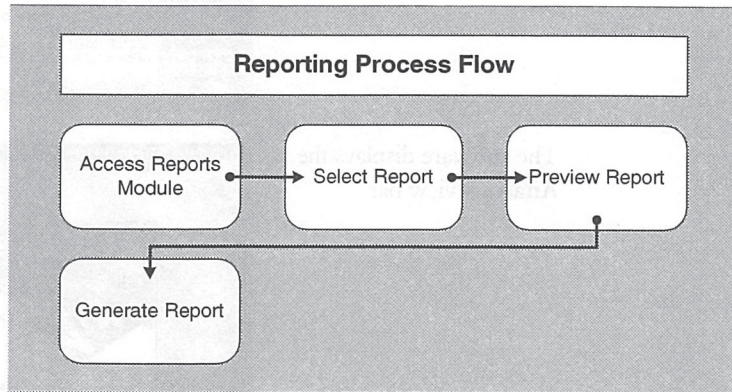 Reporting Process Flow
Access Reports
Module
Select Report
Preview Report
Generate Report